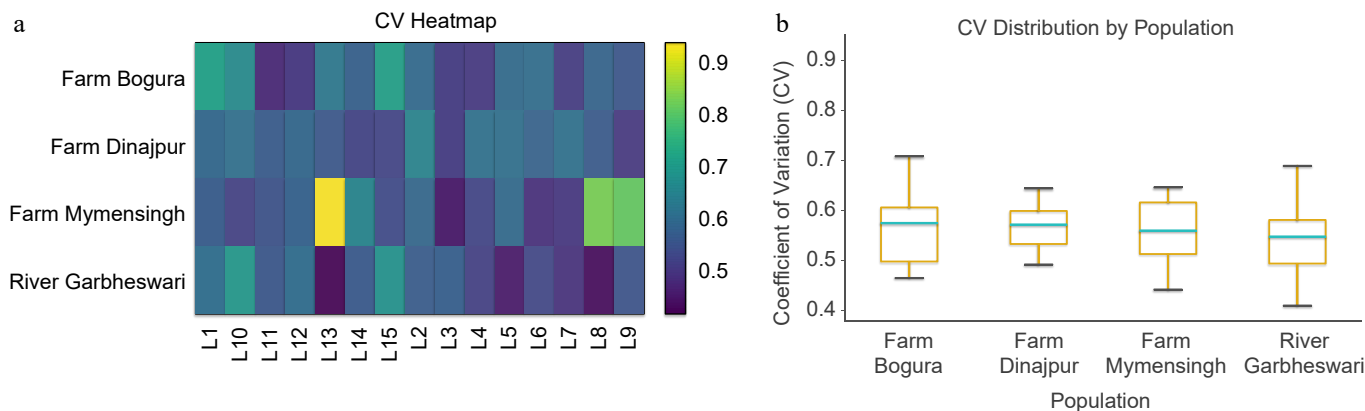 a
CV Heatmap
Farm Bogura
Farm Dinajpur
Farm Mymensingh
River Garbheswari
L1 L10 L11 L12 L13 L14 L15 L2 L3 L4 L5 L6 L7 L8 L9
0.9
0.8
0.7
0.6
0.5
b
CV Distribution by Population
Coefficient of Variation (CV)
0.9
0.8
0.7
0.6
0.5
0.4
Farm Bogura
Farm Dinajpur
Farm Mymensingh
River Garbheswari
Population